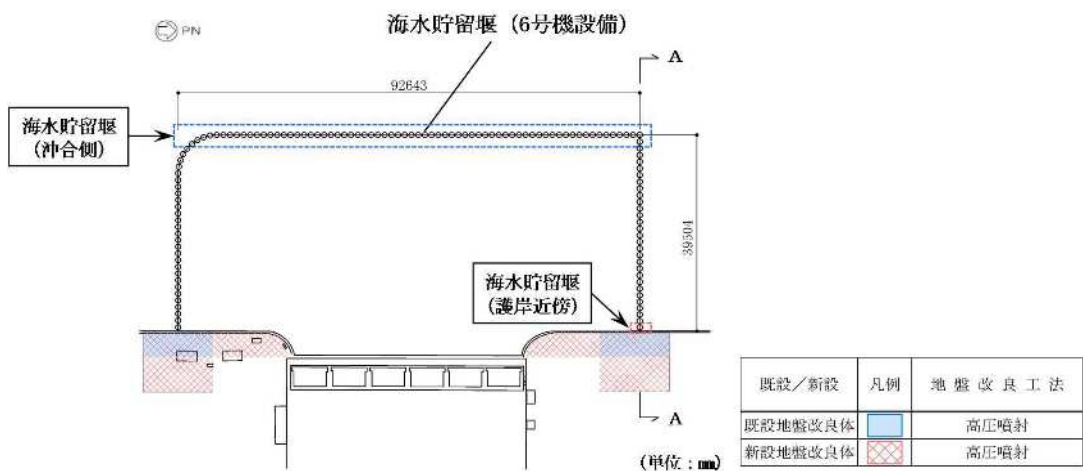 海水貯留堰（6号機設備）
PN
A
92643
海水貯留堰
（沖合側）
39504
海水貯留堰
（護岸近傍）
A
（単位：mm）
既設／新設 凡例 地盤改良工法
既設地盤改良体 高圧噴射
新設地盤改良体 高圧噴射